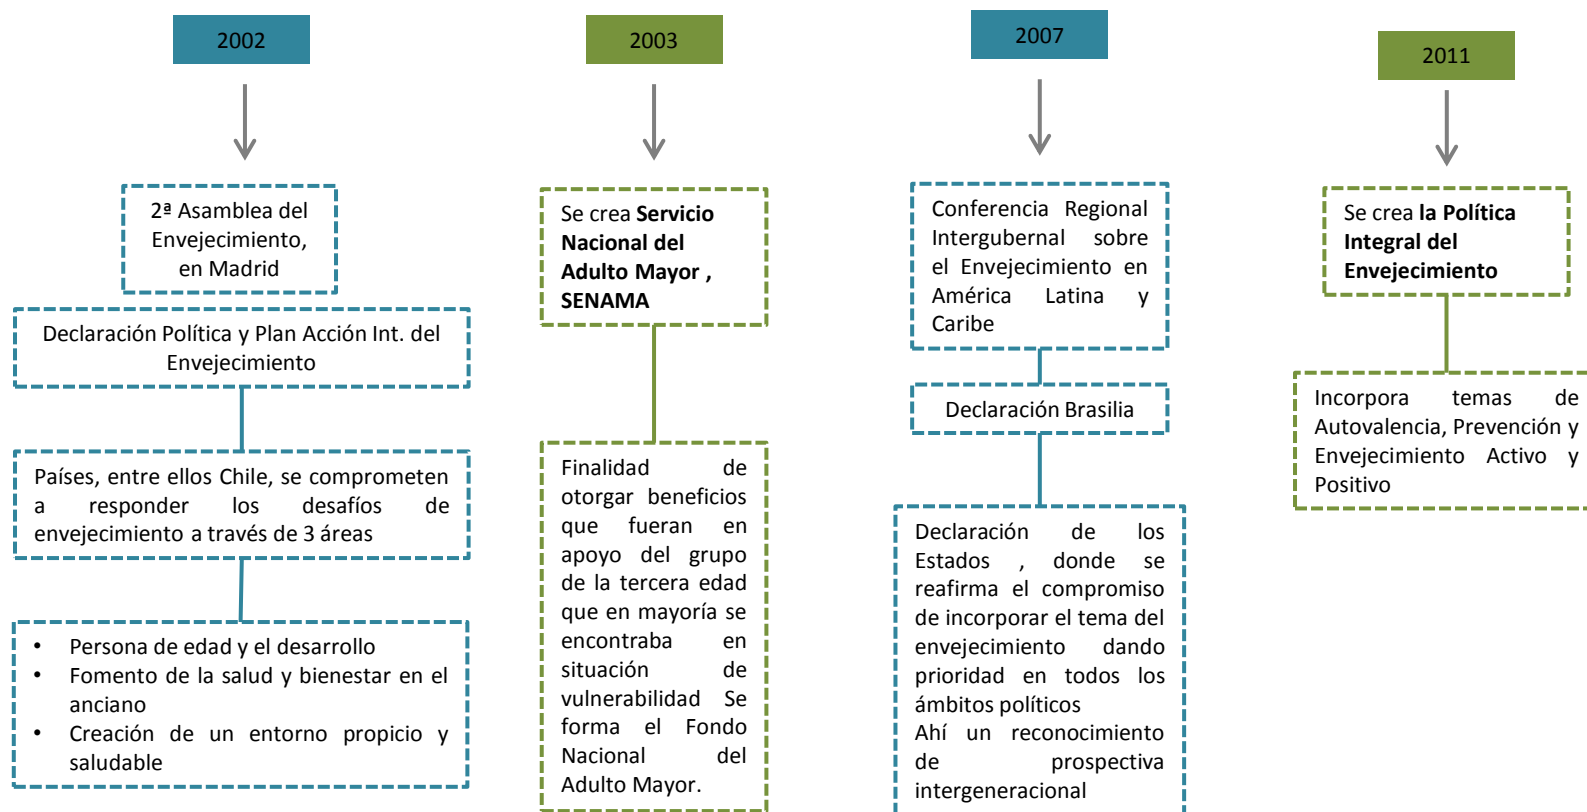 2002
2ª Asamblea del
Envejecimiento,
en Madrid
Declaración Política y Plan Acción Int. del
Envejecimiento
Países, entre ellos Chile, se comprometen
a responder los desafíos de
envejecimiento a través de 3 áreas
• Persona de edad y el desarrollo
• Fomento de la salud y bienestar en el
anciano
• Creación de un entorno propicio y
saludable
2003
Se crea Servicio
Nacional del
Adulto Mayor ,
SENAMA
Finalidad de
otorgar beneficios
que fueran en
apoyo del grupo
de la tercera edad
que en mayoría se
encontraba en
situación de
vulnerabilidad Se
forma el Fondo
Nacional del
Adulto Mayor.
2007
Conferencia Regional
Intergubernal sobre
el Envejecimiento en
América Latina y
Caribe
Declaración Brasilia
Declaración de los
Estados , donde se
reafirma el compromiso
de incorporar el tema del
envejecimiento dando
prioridad en todos los
ámbitos políticos
Ahí un reconocimiento
de prospectiva
intergeneracional
2011
Se crea la Política
Integral del
Envejecimiento
Incorpora temas de
Autovalencia, Prevención y
Envejecimiento Activo y
Positivo